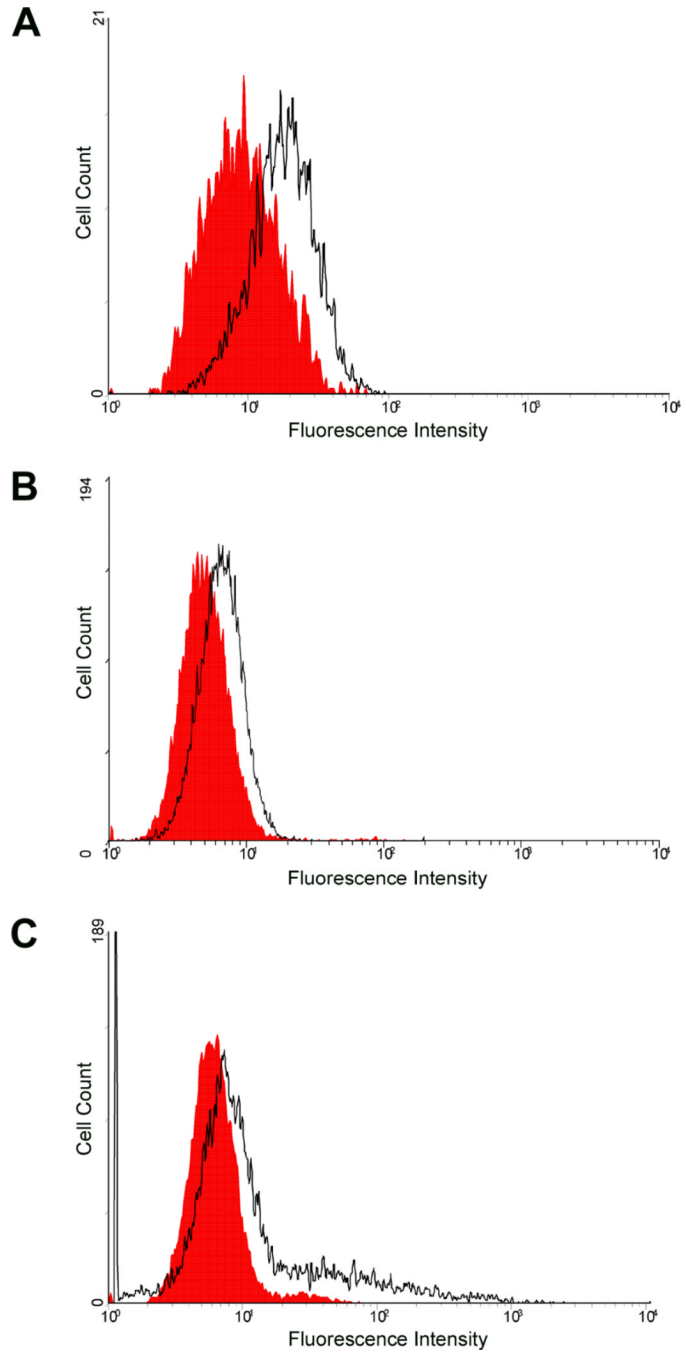 A
21
Cell Count
0
10⁰ 10¹ 10² 10³ 10⁴
Fluorescence Intensity
B
194
Cell Count
0
10⁰ 10¹ 10² 10³ 10⁴
Fluorescence Intensity
C
189
Cell Count
0
10⁰ 10¹ 10² 10³ 10⁴
Fluorescence Intensity